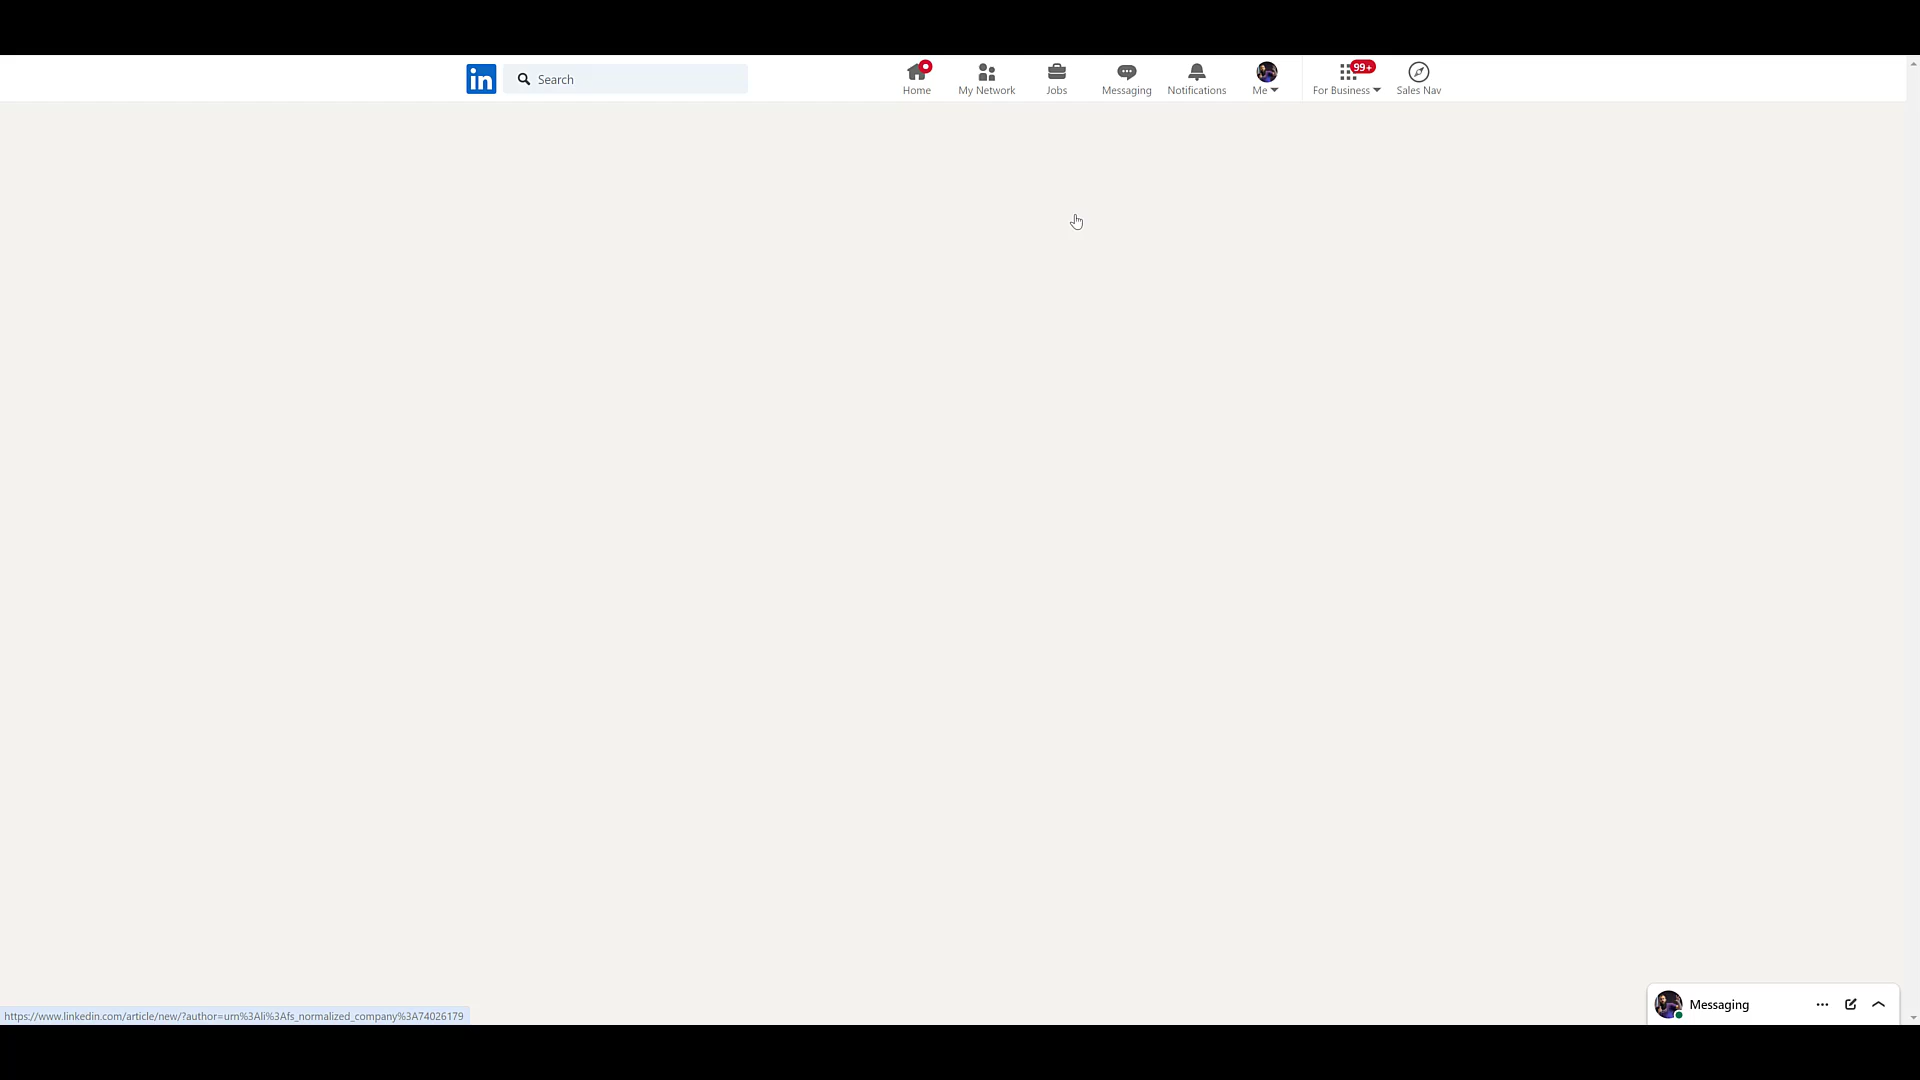 in
Search
Home
My Network
Jobs
Messaging
Notifications
Me
99+
For Business
Sales Nav
https://www.linkedin.com/article/new/?author=urn%3Ali%3Afs_normalized_company%3A74026179
Messaging